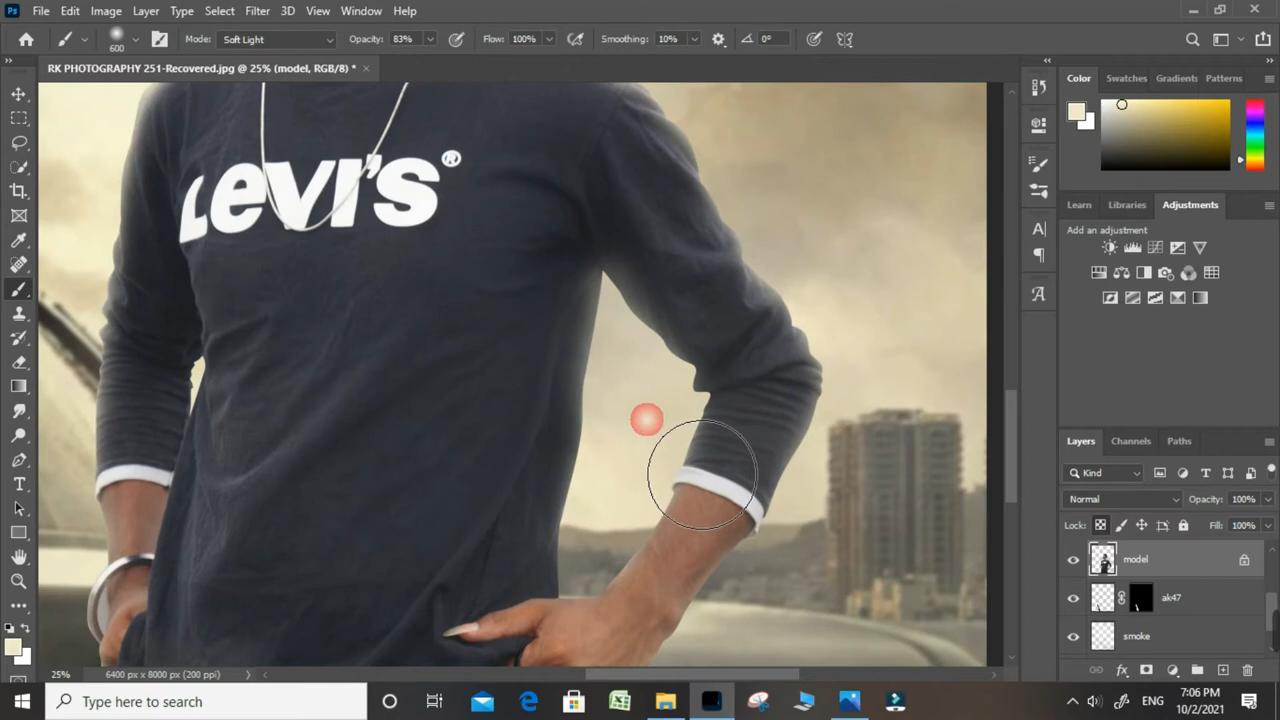 Ps File Edit Image Layer Type Select Filter 3D View Window Help
600 Mode: Soft Light Opacity: 83% Flow: 100% Smoothing: 10% 0°
RK PHOTOGRAPHY 251-Recovered.jpg @ 25% (model, RGB/8) * ×
Color Swatches Gradients Patterns
Levi's®
Learn Libraries Adjustments
Add an adjustment
Layers Channels Paths
Kind
Normal Opacity: 100%
Lock: Fill: 100%
model
ak47
smoke
25% 6400 px x 8000 px (200 ppi)
Type here to search
ENG
7:06 PM
10/2/2021